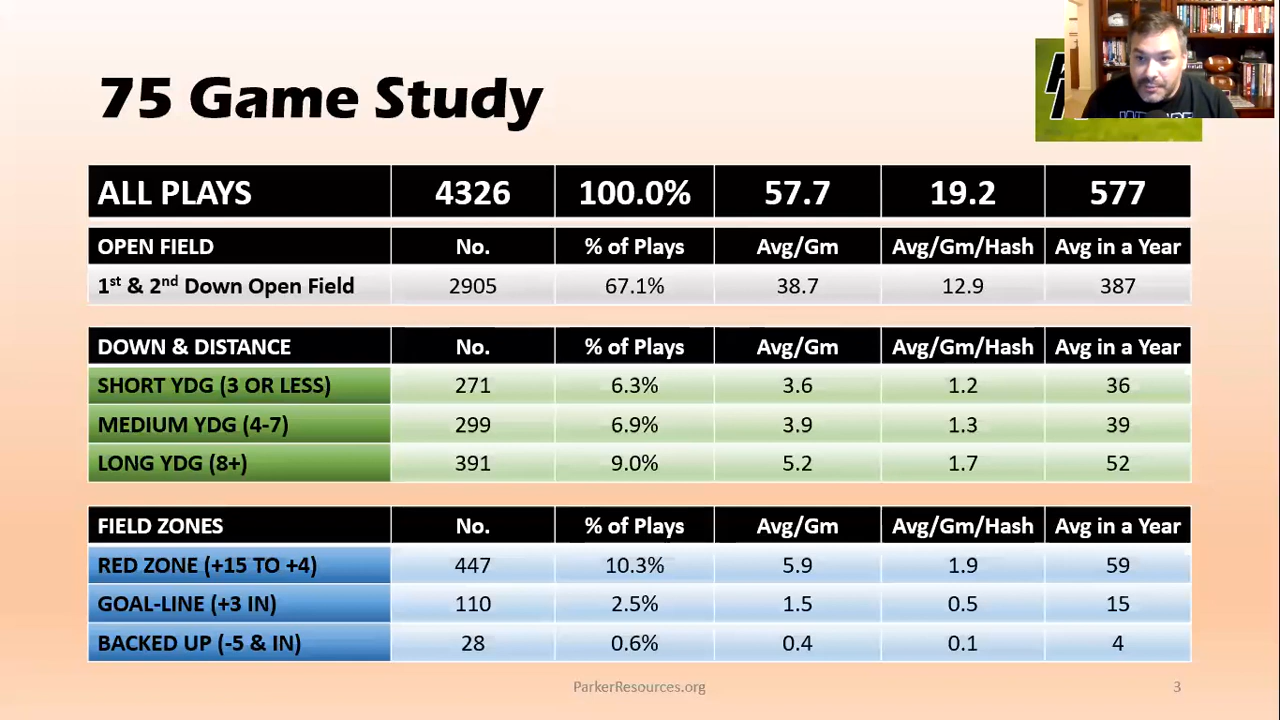 75 Game Study
ALL PLAYS 4326 100.0% 57.7 19.2 577
OPEN FIELD No. % of Plays Avg/Gm Avg/Gm/Hash Avg in a Year
1st & 2nd Down Open Field 2905 67.1% 38.7 12.9 387
DOWN & DISTANCE No. % of Plays Avg/Gm Avg/Gm/Hash Avg in a Year
SHORT YDG (3 OR LESS) 271 6.3% 3.6 1.2 36
MEDIUM YDG (4-7) 299 6.9% 3.9 1.3 39
LONG YDG (8+) 391 9.0% 5.2 1.7 52
FIELD ZONES No. % of Plays Avg/Gm Avg/Gm/Hash Avg in a Year
RED ZONE (+15 TO +4) 447 10.3% 5.9 1.9 59
GOAL-LINE (+3 IN) 110 2.5% 1.5 0.5 15
BACKED UP (-5 & IN) 28 0.6% 0.4 0.1 4
ParkerResources.org 3